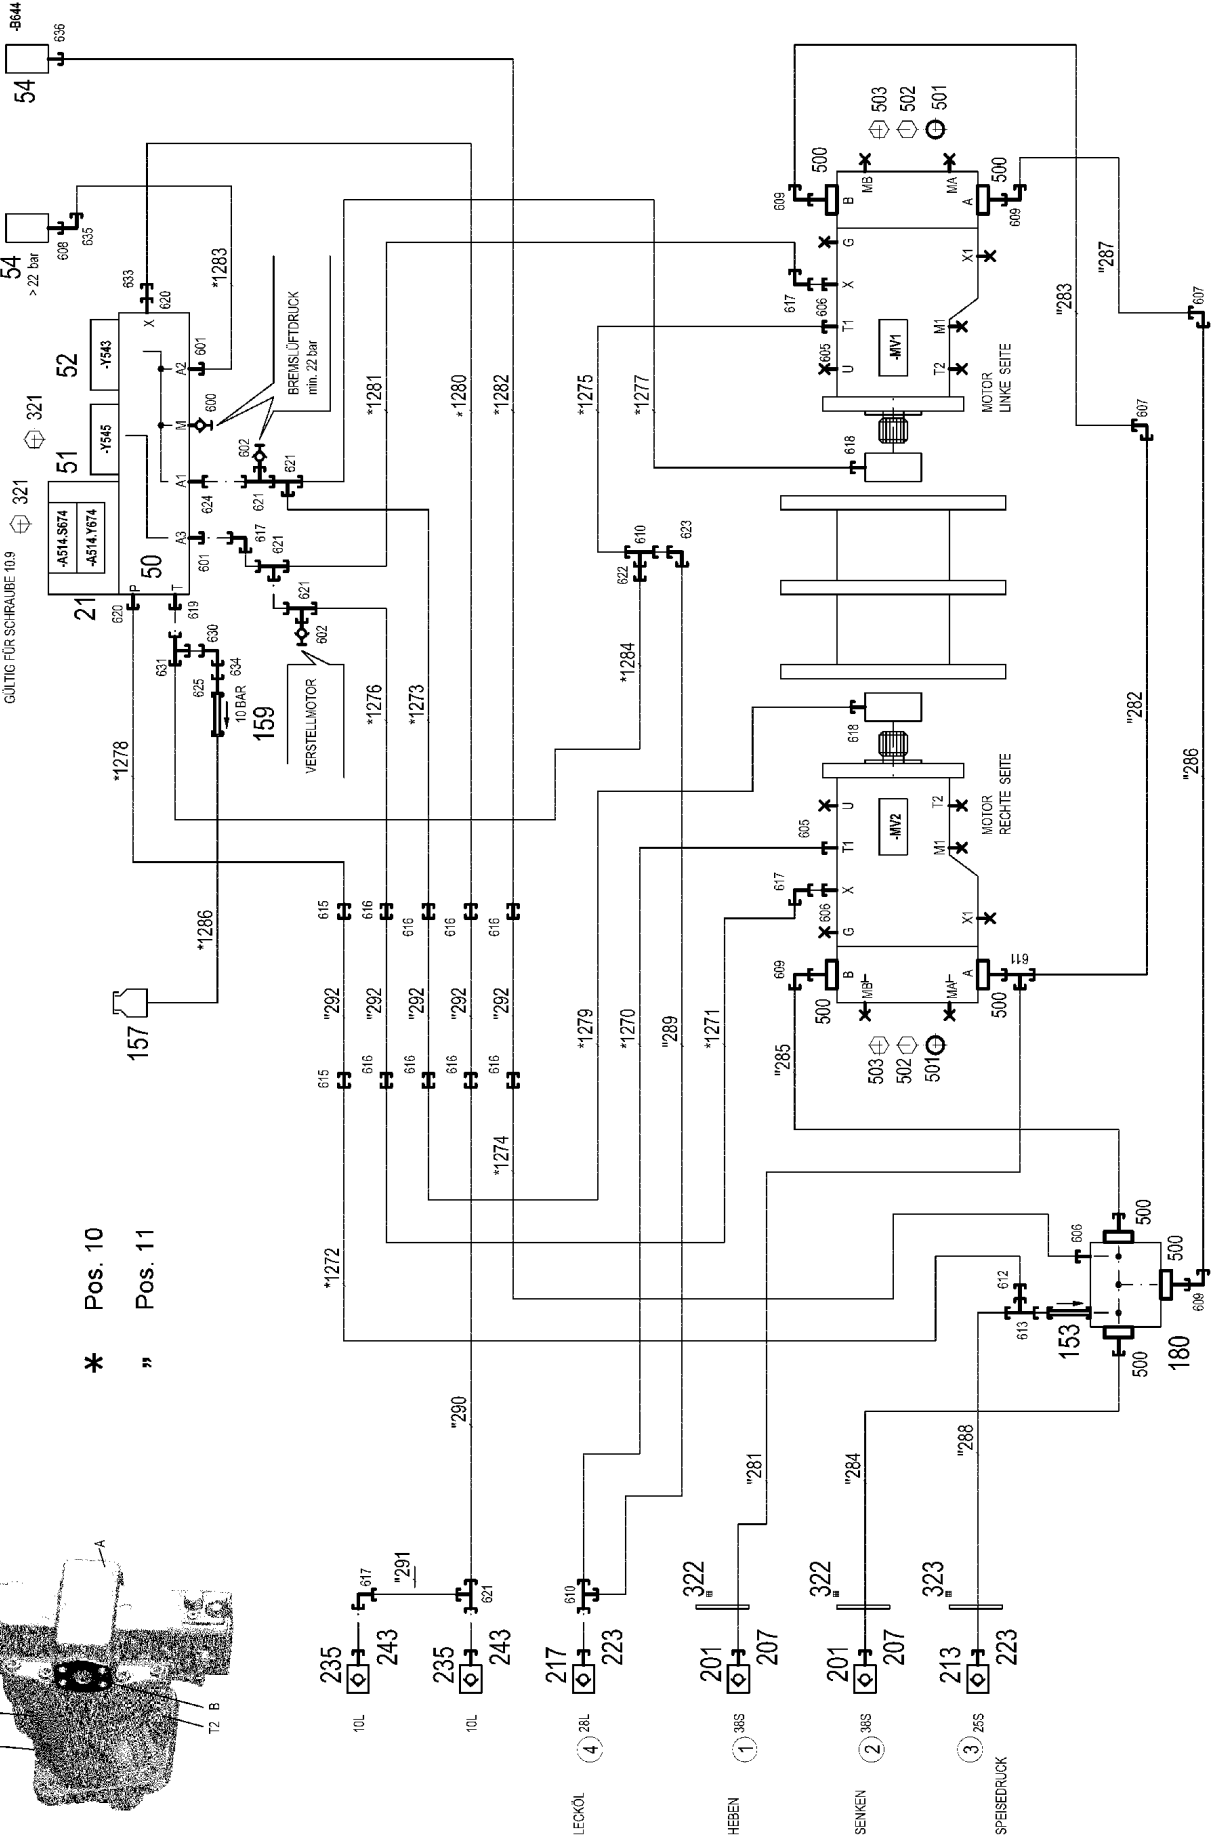 -B644
54
636
54
> 22 bar
608
635
*1283
633
620
X
52
-Y543
A2
601
M
600
BREMSLÜFTDRUCK
min. 22 bar
321
51
-Y545
A1
624
602
621
621
321
GÜLTIG FÜR SCHRAUBE 10.9
-A514.S674
-A514.Y674
50
A3
601
617
621
621
602
VERSTELLMOTOR
21
P
620
T
619
631
630
634
625
10 BAR
159
*1278
*1286
157
*1281
*1280
*1282
*1275
*1277
*1276
*1273
*1284
622
610
623
615
616
616
616
616
"292
"292
"292
"292
"292
615
616
616
616
616
*1279
*1270
"289
*1271
*1274
*1272
* Pos. 10
" Pos. 11
609
500
B
MB
503
502
501
MA
A
500
609
G
X1
617
606
X
T1
605
U
-MV1
M1
T2
MOTOR
LINKE SEITE
618
"283
"287
607
607
"282
"286
618
U
T2
605
T1
-MV2
M1
MOTOR
RECHTE SEITE
617
606
X
G
X1
609
500
B
MB
MA
A
500
611
503
502
501
"285
606
500
500
609
612
613
153
500
180
"290
"291
617
621
610
"281
"284
"288
235
243
10L
235
243
10L
217
223
4 28L
LECKÖL
322
201
207
1 38S
HEBEN
322
201
207
2 38S
SENKEN
323
213
223
3 25S
SPEISEDRUCK
A
B
T2